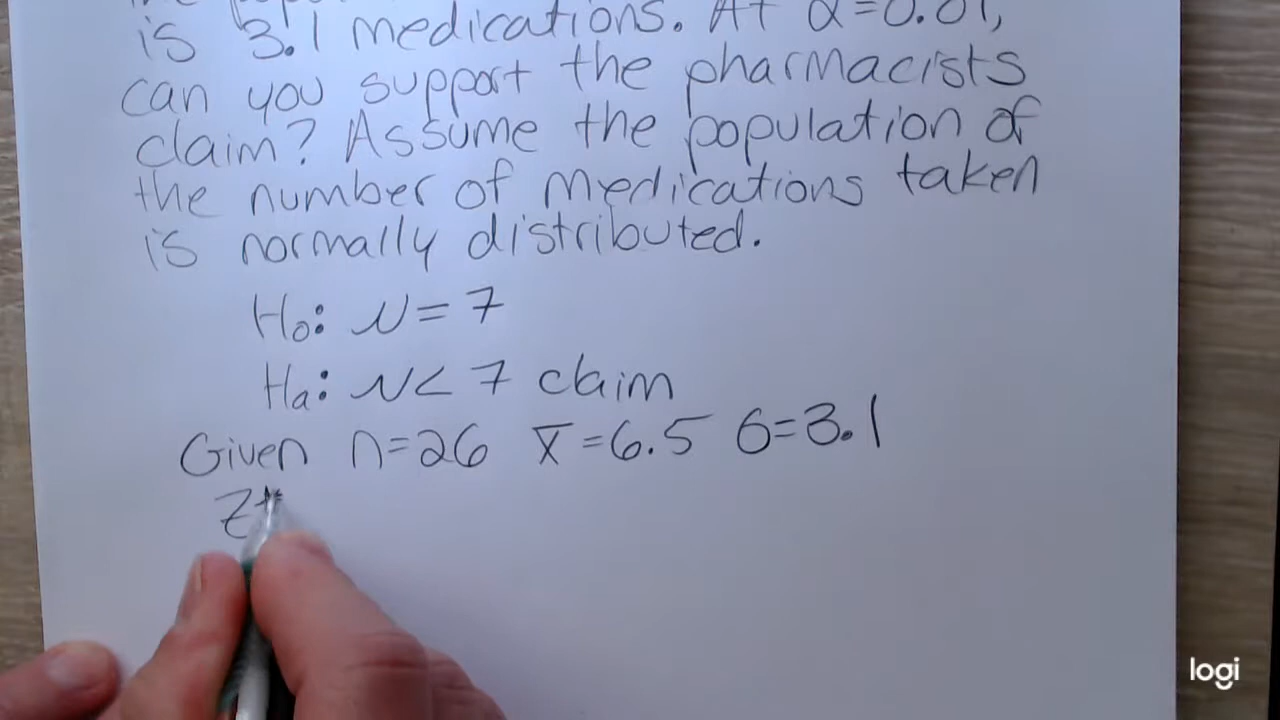 is 3.1 medications. At α=0.01,
can you support the pharmacists
claim? Assume the population of
the number of medications taken
is normally distributed.
H₀: μ = 7
Hₐ: μ < 7 claim
Given n=26 x̅=6.5 σ=3.1
Z*
logi